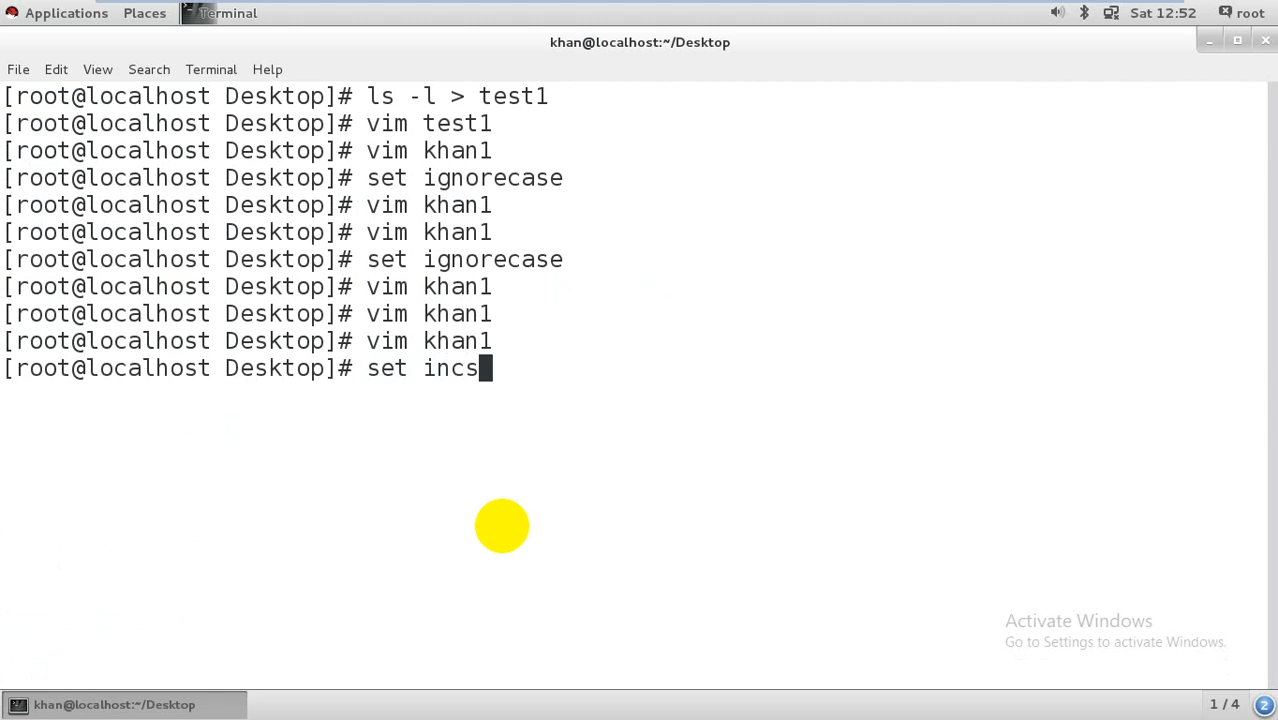 Applications Places Terminal Sat 12:52 root
khan@localhost:~/Desktop
File Edit View Search Terminal Help
[root@localhost Desktop]# ls -l > test1
[root@localhost Desktop]# vim test1
[root@localhost Desktop]# vim khan1
[root@localhost Desktop]# set ignorecase
[root@localhost Desktop]# vim khan1
[root@localhost Desktop]# vim khan1
[root@localhost Desktop]# set ignorecase
[root@localhost Desktop]# vim khan1
[root@localhost Desktop]# vim khan1
[root@localhost Desktop]# vim khan1
[root@localhost Desktop]# set incs
Activate Windows
Go to Settings to activate Windows.
khan@localhost:~/Desktop 1 / 4 2